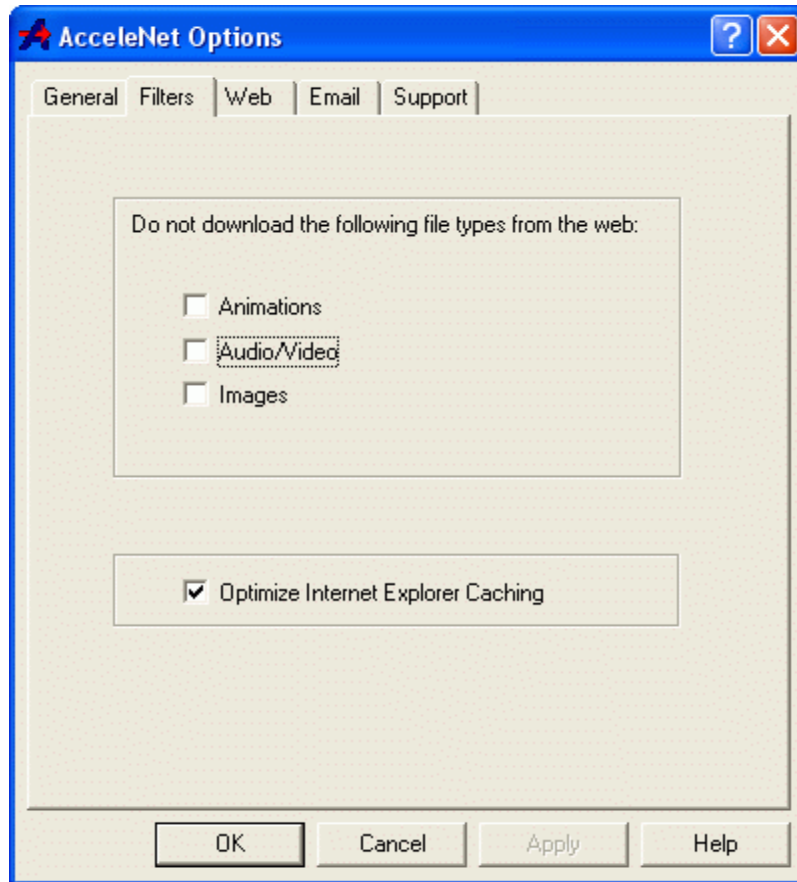 AcceleNet Options
General Filters Web Email Support
Do not download the following file types from the web:
Animations
Audio/Video
Images
Optimize Internet Explorer Caching
OK Cancel Apply Help